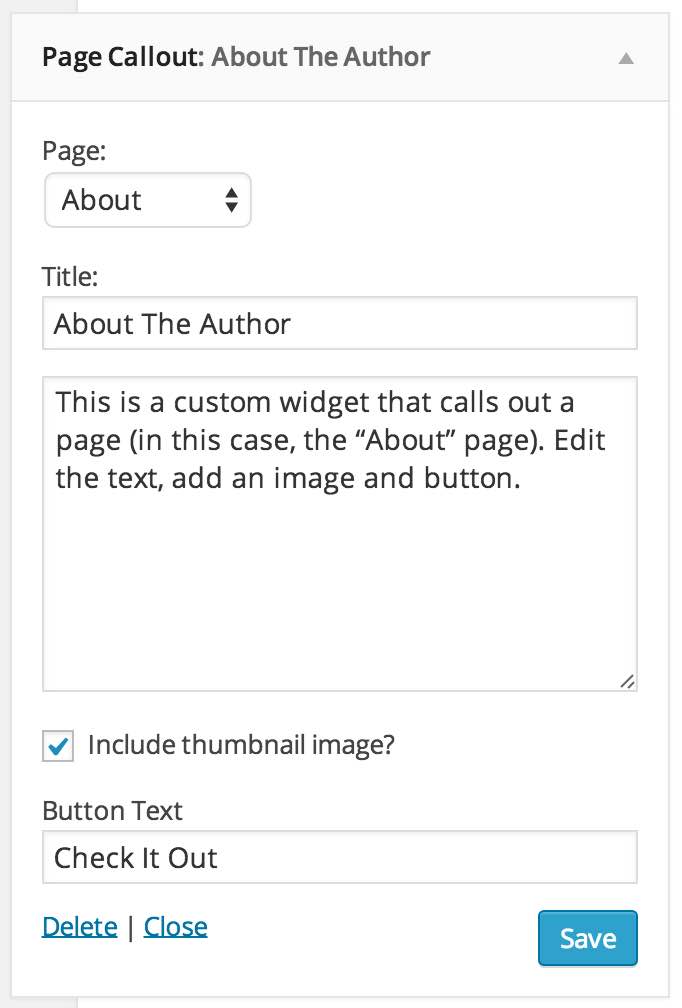 Page Callout: About The Author
Page:
About
Title:
About The Author
This is a custom widget that calls out a
page (in this case, the “About” page). Edit
the text, add an image and button.
Include thumbnail image?
Button Text
Check It Out
Delete | Close
Save